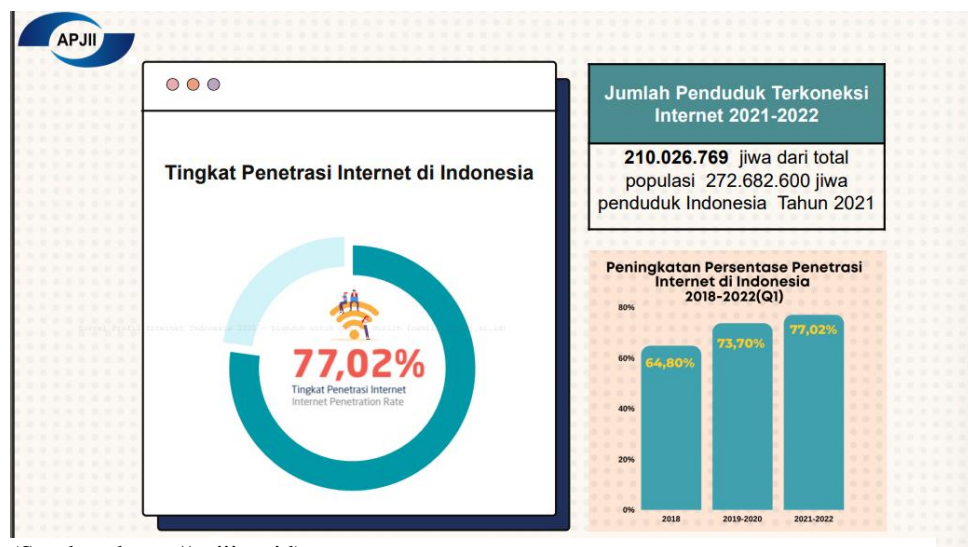 APJII
Tingkat Penetrasi Internet di Indonesia
77,02%
Tingkat Penetrasi Internet
Internet Penetration Rate
Jumlah Penduduk Terkoneksi
Internet 2021-2022
210.026.769 jiwa dari total
populasi 272.682.600 jiwa
penduduk Indonesia Tahun 2021
Peningkatan Persentase Penetrasi
Internet di Indonesia
2018-2022(Q1)
80%
60%
40%
20%
0%
64,80%
73,70%
77,02%
2018
2019-2020
2021-2022